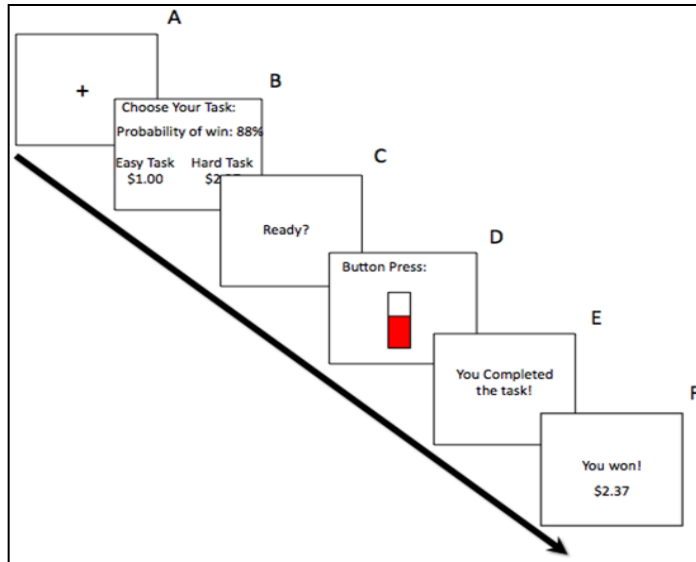 A
+
B
Choose Your Task:
Probability of win: 88%
Easy Task Hard Task
$1.00
C
Ready?
D
Button Press:
E
You Completed
the task!
F
You won!
$2.37